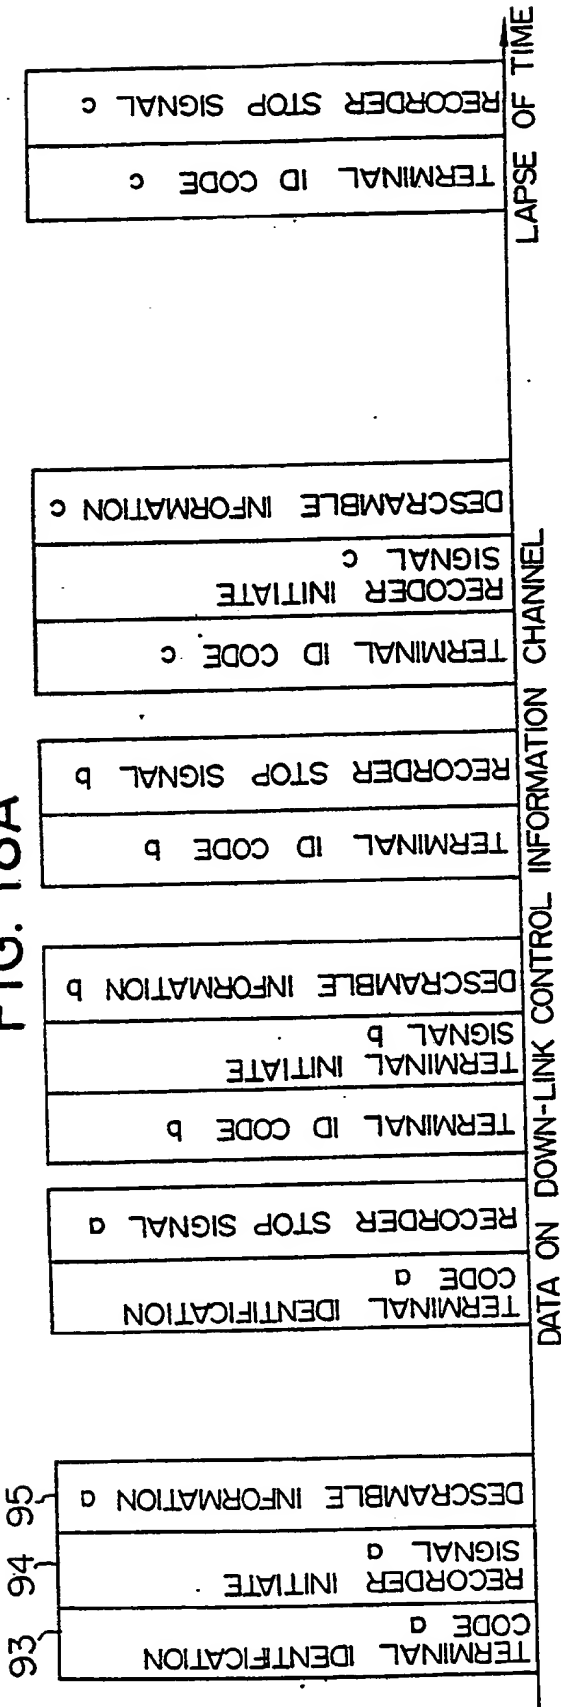 FIG. 18A
93
94
95
TERMINAL IDENTIFICATION
CODE a
RECORDER INITIATE
SIGNAL a
DESCRAMBLE INFORMATION a
TERMINAL IDENTIFICATION
CODE a
RECORDER STOP SIGNAL a
TERMINAL ID CODE b
TERMINAL INITIATE
SIGNAL b
DESCRAMBLE INFORMATION b
TERMINAL ID CODE b
RECORDER STOP SIGNAL b
TERMINAL ID CODE c
RECODER INITIATE
SIGNAL c
DESCRAMBLE INFORMATION c
TERMINAL ID CODE c
RECORDER STOP SIGNAL c
DATA ON DOWN-LINK CONTROL INFORMATION CHANNEL
LAPSE OF TIME